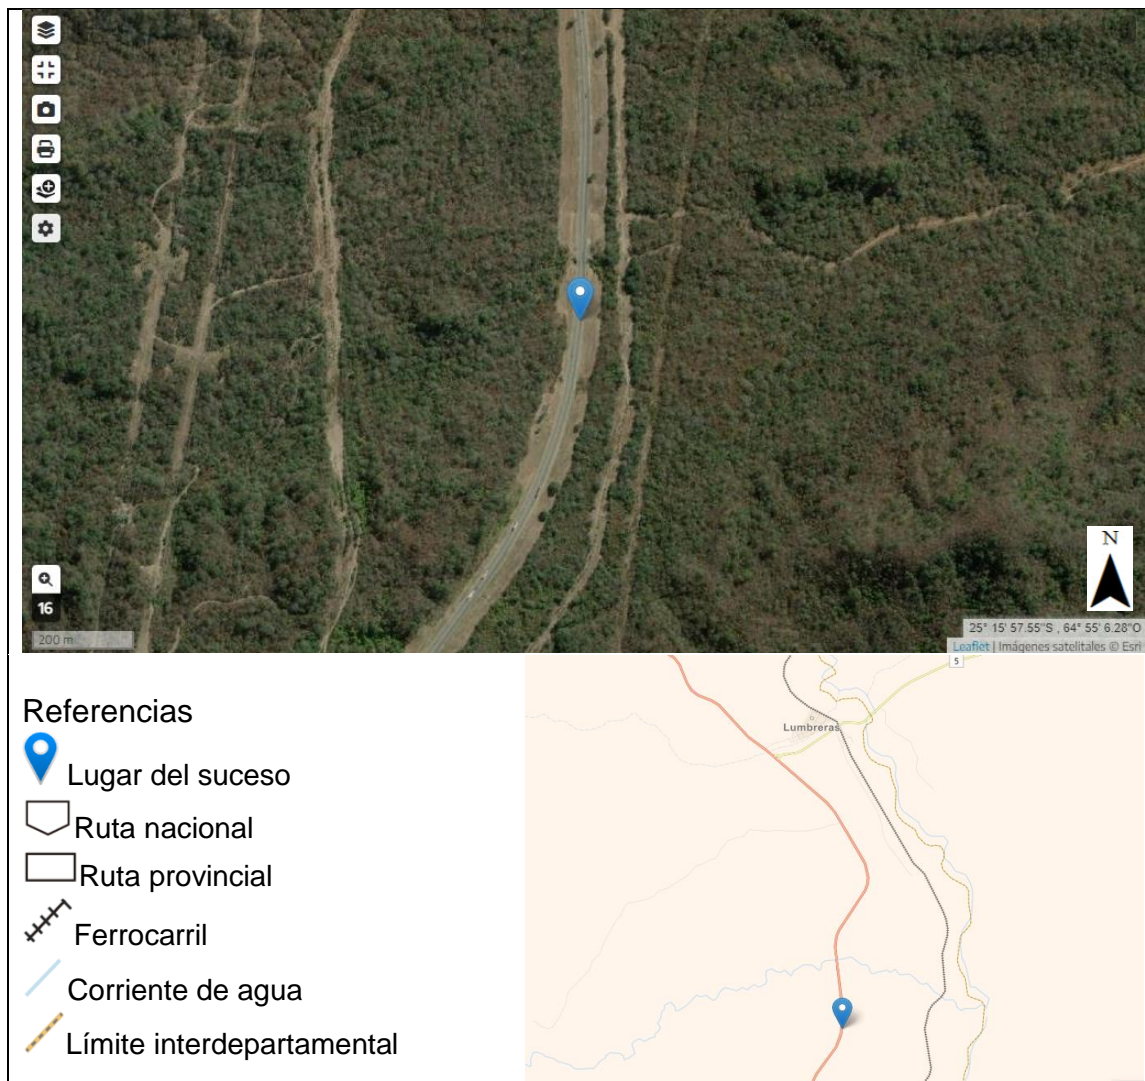 N
16
200 m
25° 15' 57.55"S , 64° 55' 6.28"O
Leaflet | Imágenes satelitales © Esri
5
Lumbreras
Referencias
Lugar del suceso
Ruta nacional
Ruta provincial
Ferrocarril
Corriente de agua
Límite interdepartamental